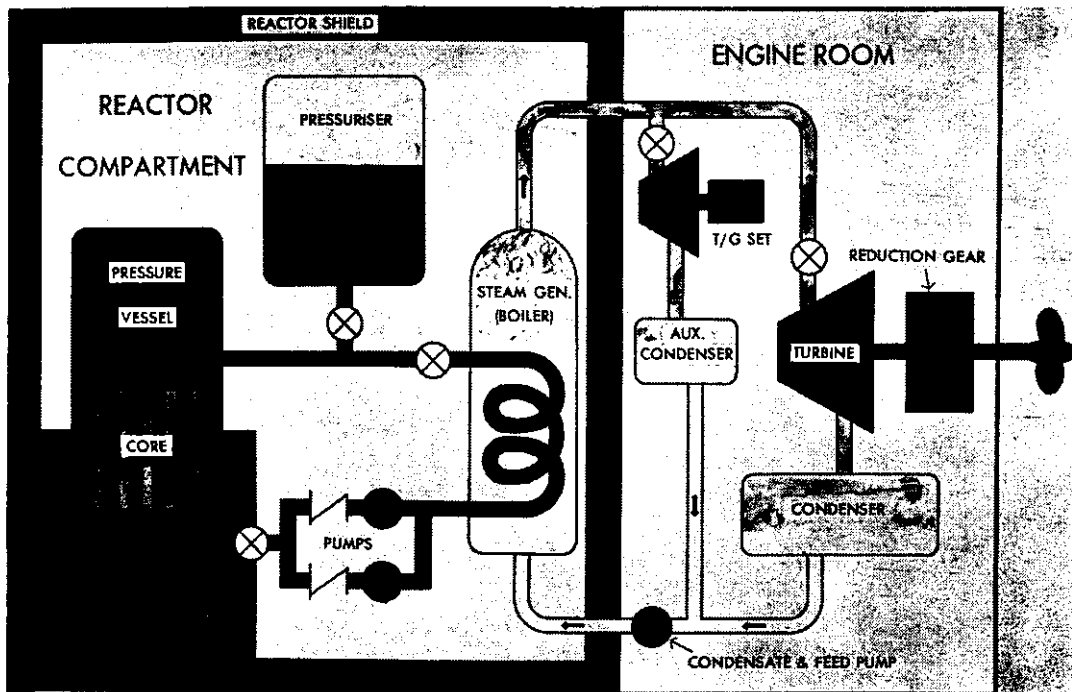 REACTOR SHIELD
ENGINE ROOM
REACTOR
COMPARTMENT
PRESSURISER
T/G SET
REDUCTION GEAR
PRESSURE
VESSEL
STEAM GEN.
(BOILER)
AUX.
CONDENSER
TURBINE
CORE
CONDENSER
PUMPS
CONDENSATE & FEED PUMP